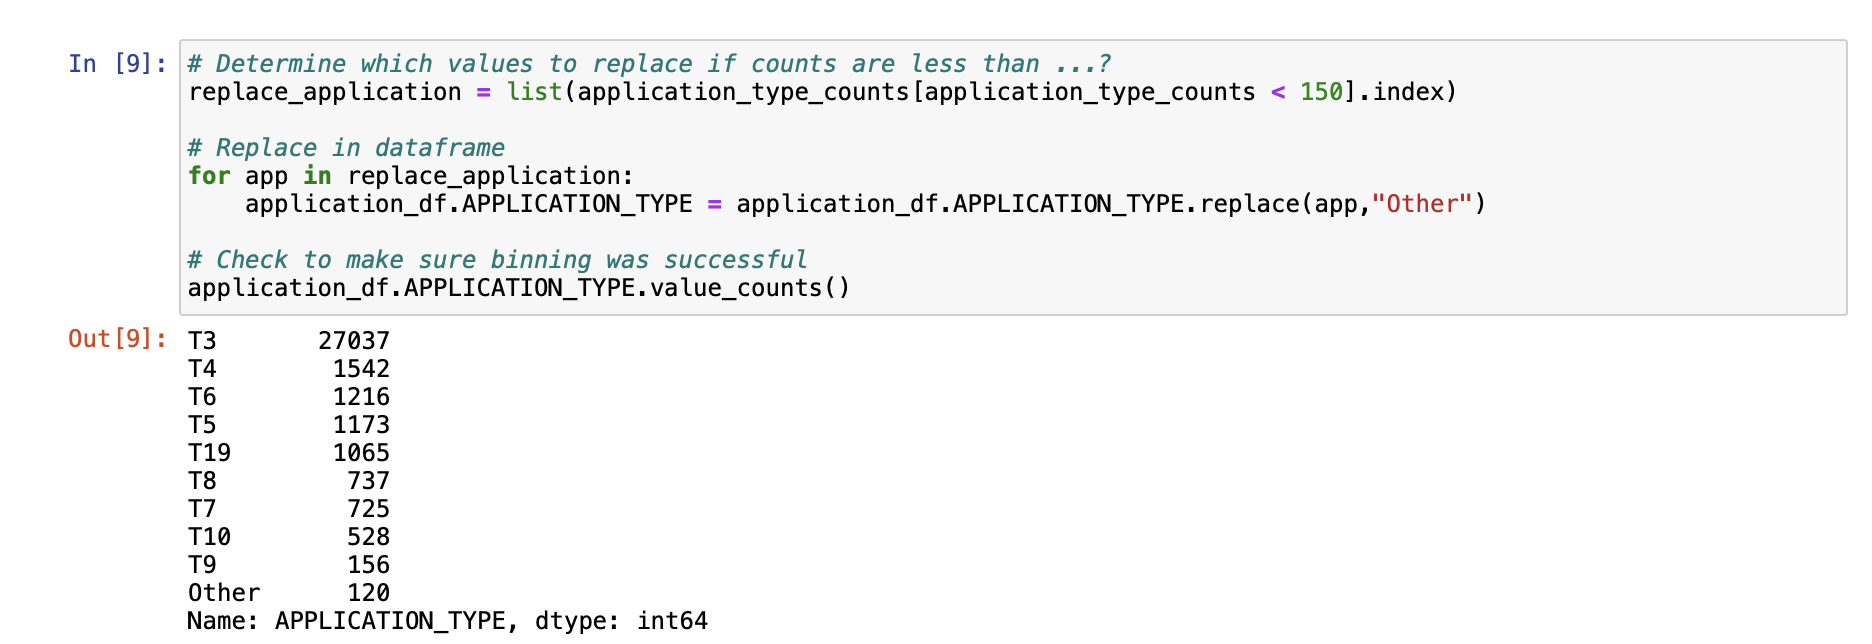 In [9]: # Determine which values to replace if counts are less than ...?
replace_application = list(application_type_counts[application_type_counts < 150].index)
# Replace in dataframe
for app in replace_application:
    application_df.APPLICATION_TYPE = application_df.APPLICATION_TYPE.replace(app,"Other")
# Check to make sure binning was successful
application_df.APPLICATION_TYPE.value_counts()
Out[9]: T3 27037
T4 1542
T6 1216
T5 1173
T19 1065
T8 737
T7 725
T10 528
T9 156
Other 120
Name: APPLICATION_TYPE, dtype: int64